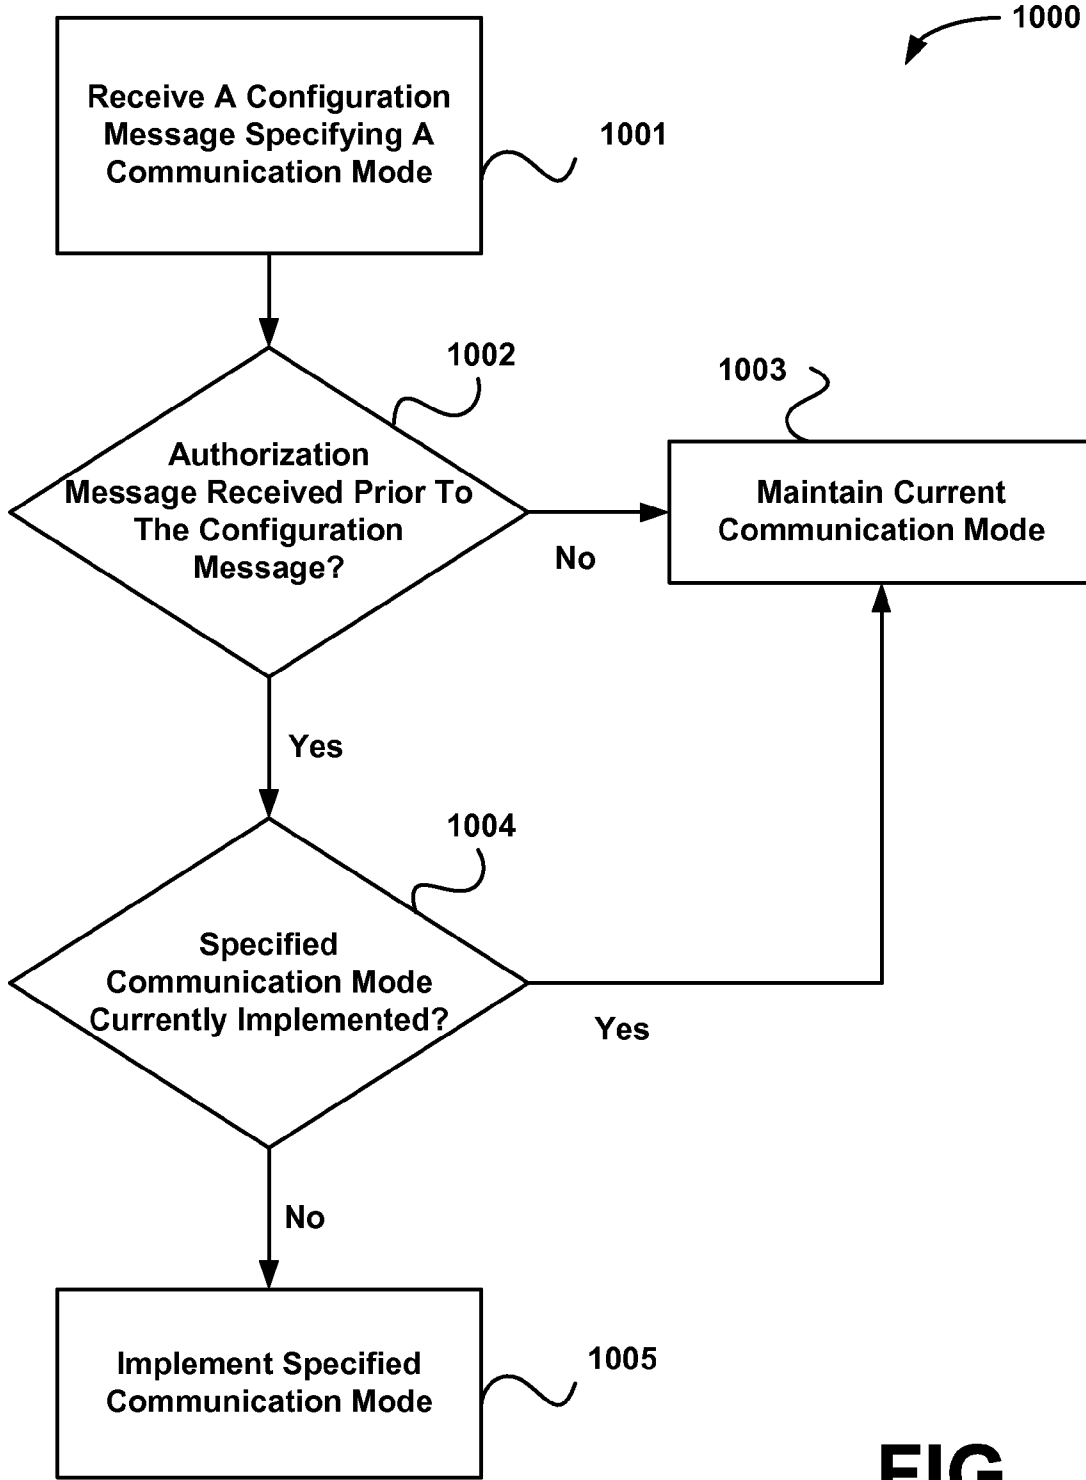 1000
Receive A Configuration
Message Specifying A
Communication Mode
1001
1002
Authorization
Message Received Prior To
The Configuration
Message?
1003
Maintain Current
Communication Mode
No
Yes
1004
Specified
Communication Mode
Currently Implemented?
Yes
No
Implement Specified
Communication Mode
1005
FIG